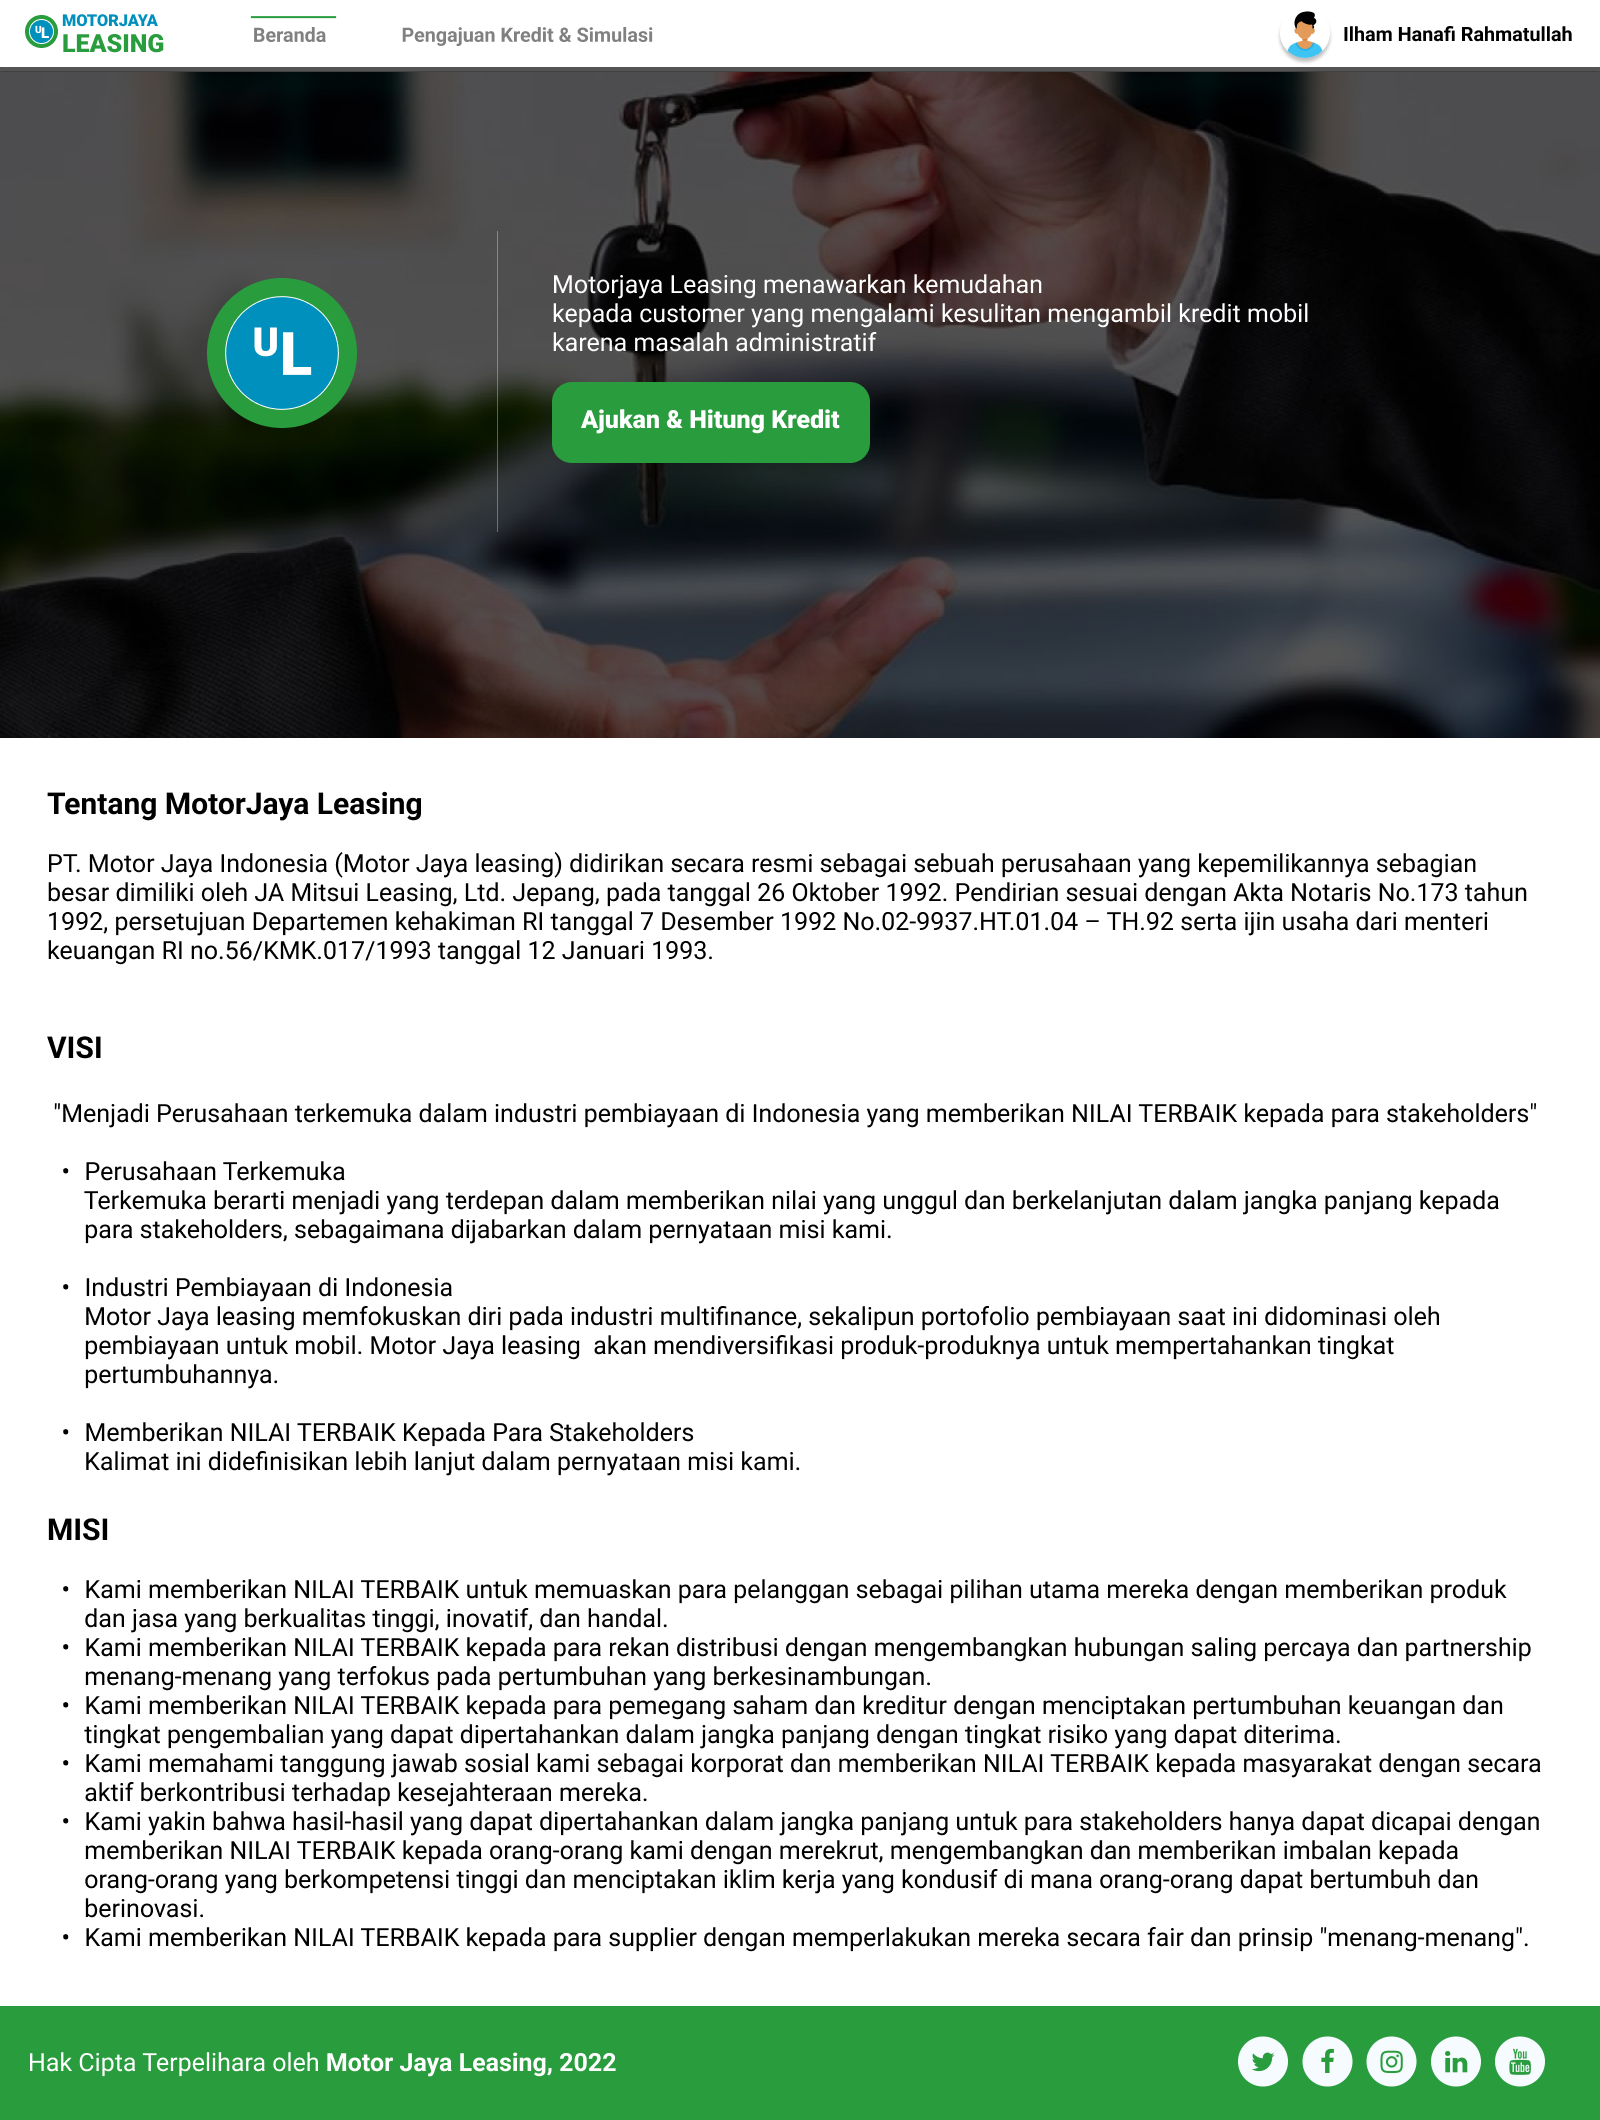 UL MOTORJAYA
LEASING
Beranda
Pengajuan Kredit & Simulasi
Ilham Hanafi Rahmatullah
UL
Motorjaya Leasing menawarkan kemudahan
kepada customer yang mengalami kesulitan mengambil kredit mobil
karena masalah administratif
Ajukan & Hitung Kredit
Tentang MotorJaya Leasing
PT. Motor Jaya Indonesia (Motor Jaya leasing) didirikan secara resmi sebagai sebuah perusahaan yang kepemilikannya sebagian
besar dimiliki oleh JA Mitsui Leasing, Ltd. Jepang, pada tanggal 26 Oktober 1992. Pendirian sesuai dengan Akta Notaris No.173 tahun
1992, persetujuan Departemen kehakiman RI tanggal 7 Desember 1992 No.02-9937.HT.01.04 – TH.92 serta ijin usaha dari menteri
keuangan RI no.56/KMK.017/1993 tanggal 12 Januari 1993.
VISI
"Menjadi Perusahaan terkemuka dalam industri pembiayaan di Indonesia yang memberikan NILAI TERBAIK kepada para stakeholders"
• Perusahaan Terkemuka
Terkemuka berarti menjadi yang terdepan dalam memberikan nilai yang unggul dan berkelanjutan dalam jangka panjang kepada
para stakeholders, sebagaimana dijabarkan dalam pernyataan misi kami.
• Industri Pembiayaan di Indonesia
Motor Jaya leasing memfokuskan diri pada industri multifinance, sekalipun portofolio pembiayaan saat ini didominasi oleh
pembiayaan untuk mobil. Motor Jaya leasing  akan mendiversifikasi produk-produknya untuk mempertahankan tingkat
pertumbuhannya.
• Memberikan NILAI TERBAIK Kepada Para Stakeholders
Kalimat ini didefinisikan lebih lanjut dalam pernyataan misi kami.
MISI
• Kami memberikan NILAI TERBAIK untuk memuaskan para pelanggan sebagai pilihan utama mereka dengan memberikan produk
dan jasa yang berkualitas tinggi, inovatif, dan handal.
• Kami memberikan NILAI TERBAIK kepada para rekan distribusi dengan mengembangkan hubungan saling percaya dan partnership
menang-menang yang terfokus pada pertumbuhan yang berkesinambungan.
• Kami memberikan NILAI TERBAIK kepada para pemegang saham dan kreditur dengan menciptakan pertumbuhan keuangan dan
tingkat pengembalian yang dapat dipertahankan dalam jangka panjang dengan tingkat risiko yang dapat diterima.
• Kami memahami tanggung jawab sosial kami sebagai korporat dan memberikan NILAI TERBAIK kepada masyarakat dengan secara
aktif berkontribusi terhadap kesejahteraan mereka.
• Kami yakin bahwa hasil-hasil yang dapat dipertahankan dalam jangka panjang untuk para stakeholders hanya dapat dicapai dengan
memberikan NILAI TERBAIK kepada orang-orang kami dengan merekrut, mengembangkan dan memberikan imbalan kepada
orang-orang yang berkompetensi tinggi dan menciptakan iklim kerja yang kondusif di mana orang-orang dapat bertumbuh dan
berinovasi.
• Kami memberikan NILAI TERBAIK kepada para supplier dengan memperlakukan mereka secara fair dan prinsip "menang-menang".
Hak Cipta Terpelihara oleh Motor Jaya Leasing, 2022
You
Tube